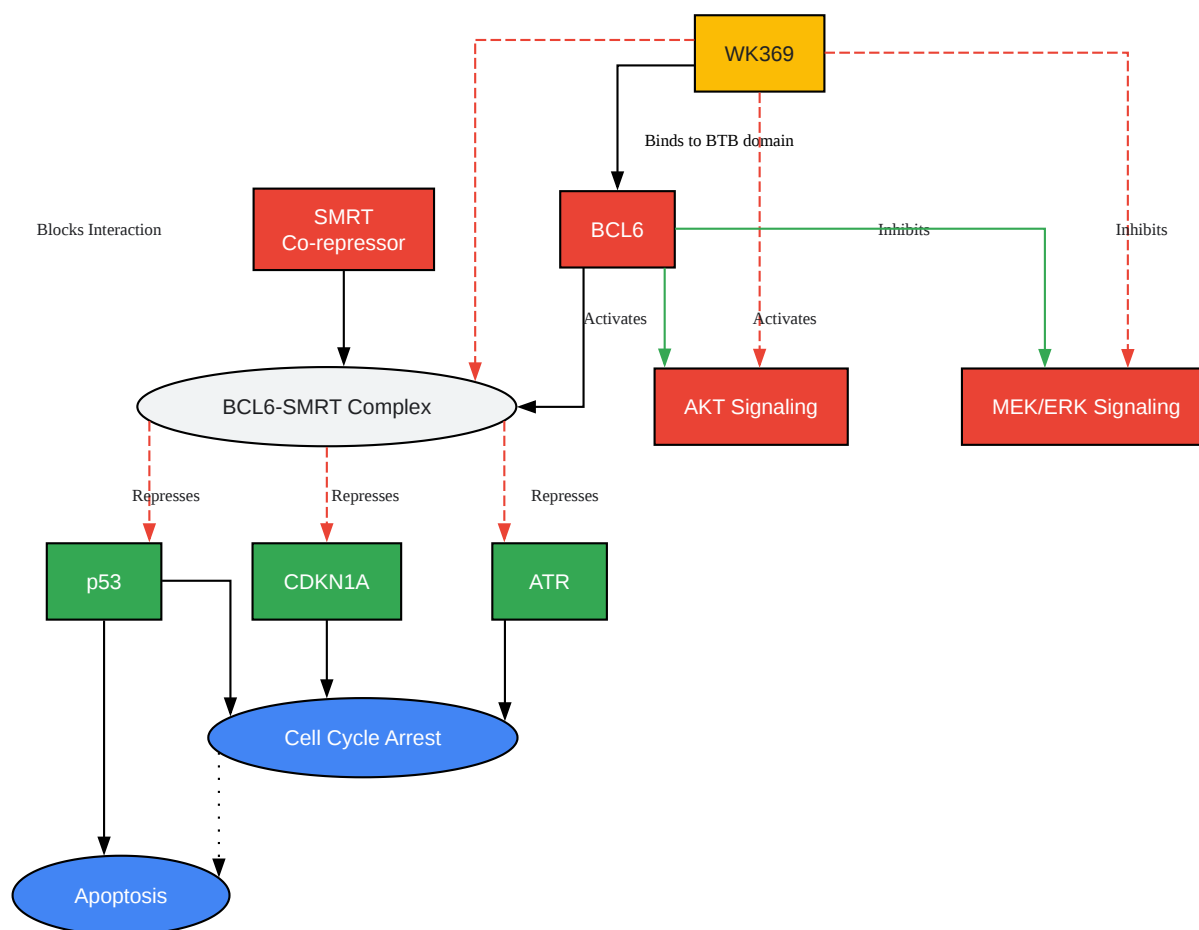 WK369
Binds to BTB domain
SMRT
Co-repressor
Blocks Interaction
BCL6
Inhibits
Inhibits
Activates
Activates
BCL6-SMRT Complex
AKT Signaling
MEK/ERK Signaling
Represses
Represses
Represses
p53
CDKN1A
ATR
Cell Cycle Arrest
Apoptosis